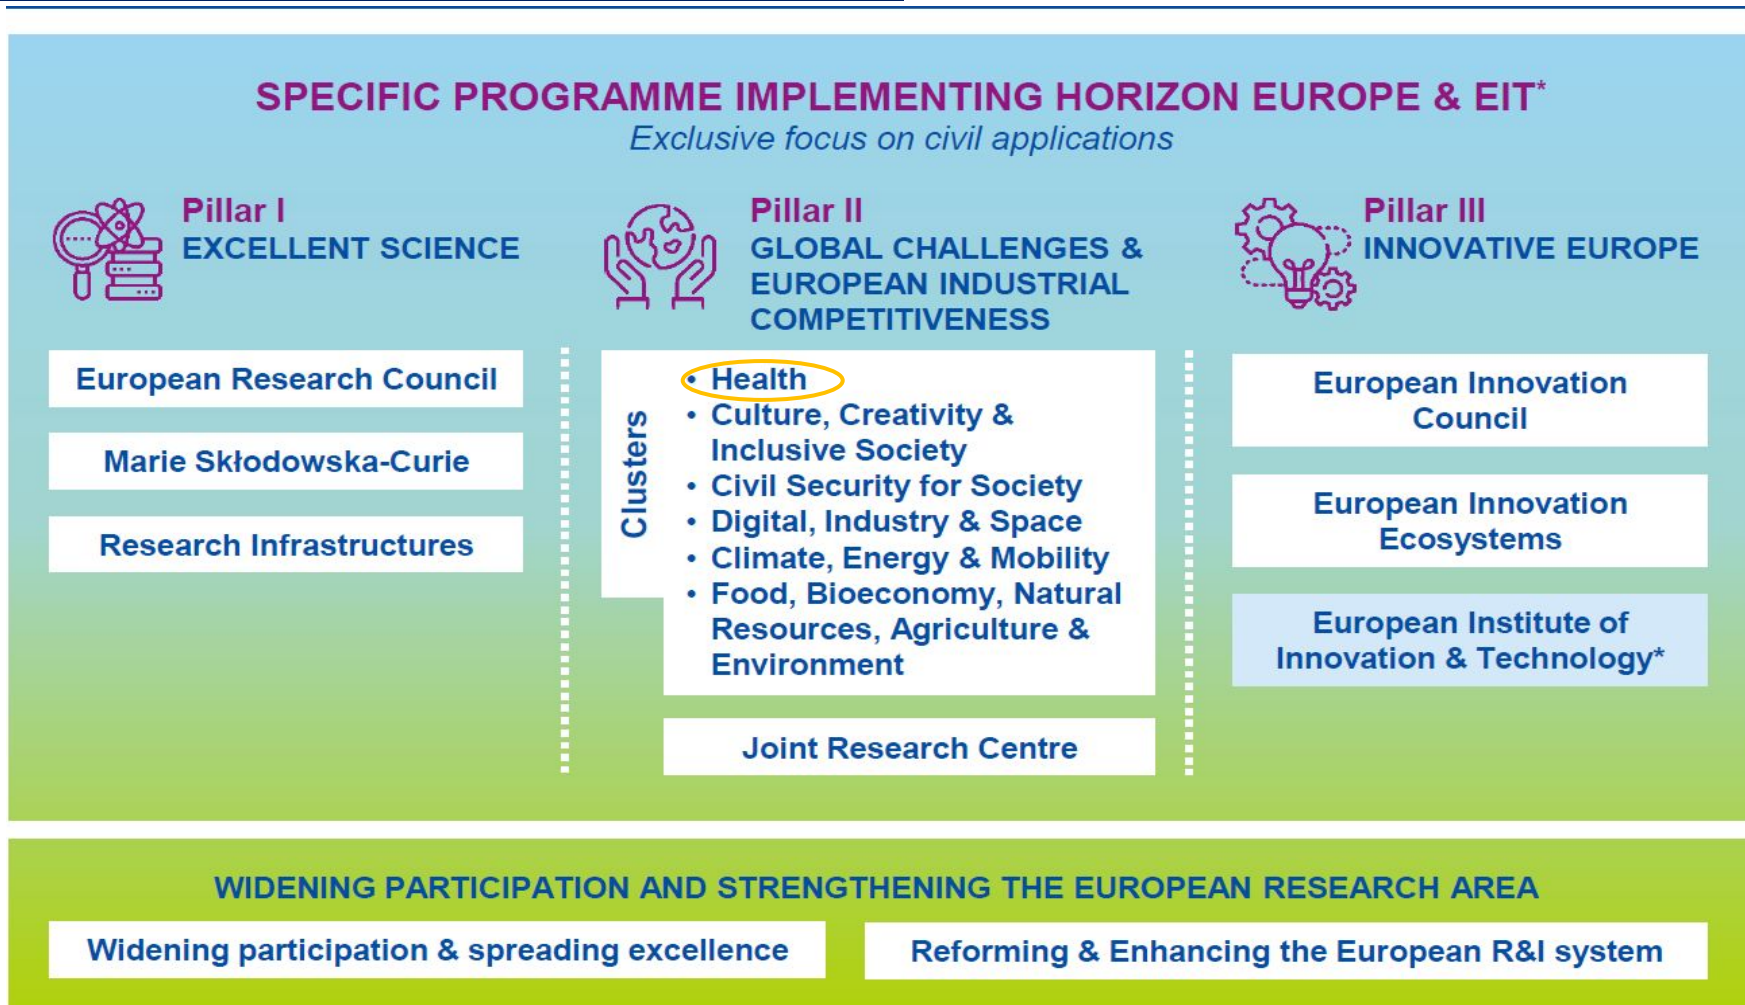 SPECIFIC PROGRAMME IMPLEMENTING HORIZON EUROPE & EIT*
Exclusive focus on civil applications
Pillar I
EXCELLENT SCIENCE
European Research Council
Marie Skłodowska-Curie
Research Infrastructures
Pillar II
GLOBAL CHALLENGES &
EUROPEAN INDUSTRIAL
COMPETITIVENESS
Clusters
• Health
• Culture, Creativity &
Inclusive Society
• Civil Security for Society
• Digital, Industry & Space
• Climate, Energy & Mobility
• Food, Bioeconomy, Natural
Resources, Agriculture &
Environment
Joint Research Centre
Pillar III
INNOVATIVE EUROPE
European Innovation
Council
European Innovation
Ecosystems
European Institute of
Innovation & Technology*
WIDENING PARTICIPATION AND STRENGTHENING THE EUROPEAN RESEARCH AREA
Widening participation & spreading excellence
Reforming & Enhancing the European R&I system